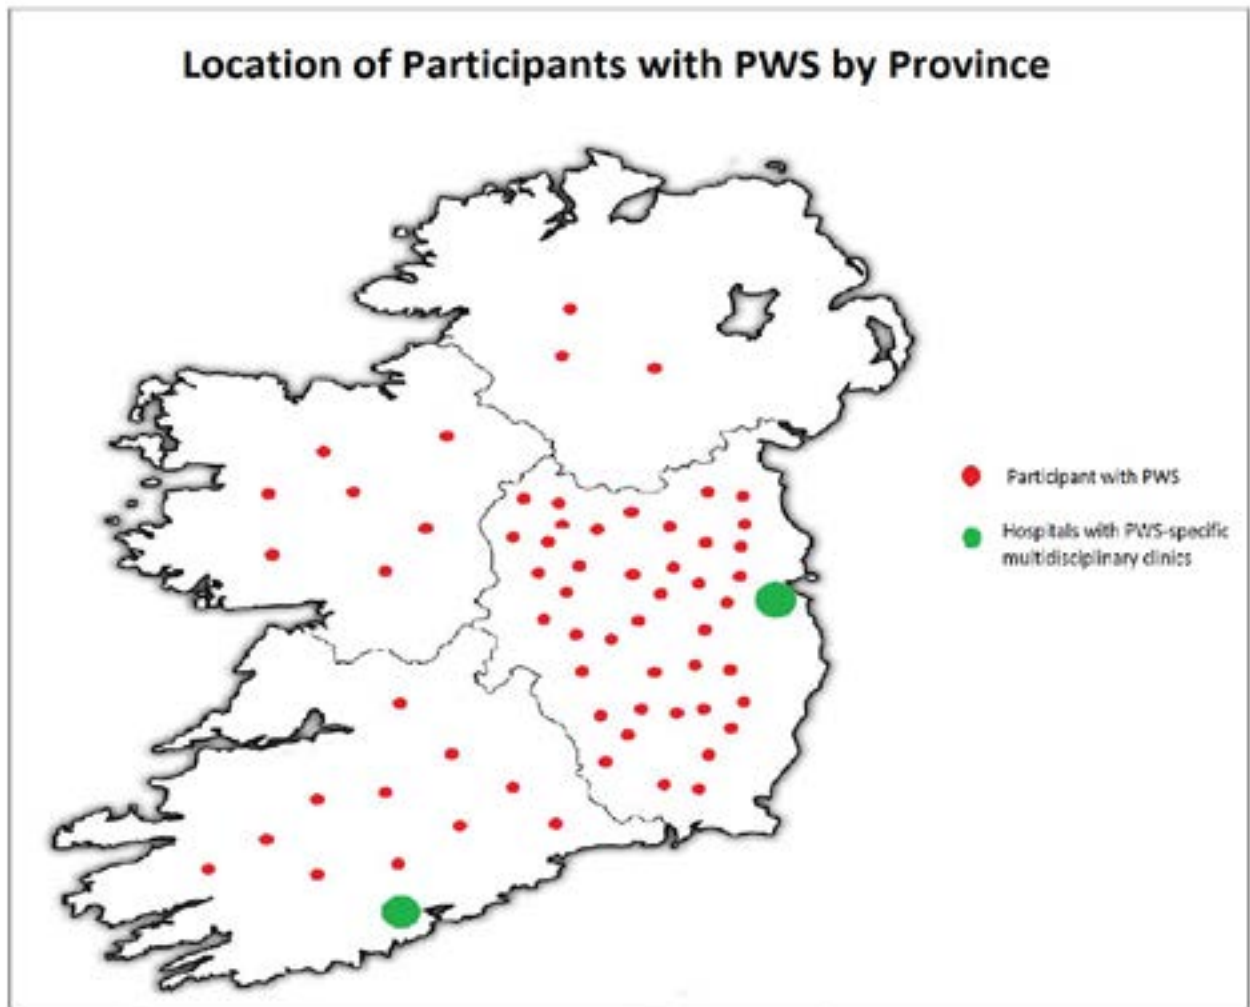 Location of Participants with PWS by Province
Participant with PWS
Hospitals with PWS-specific
multidisciplinary clinics